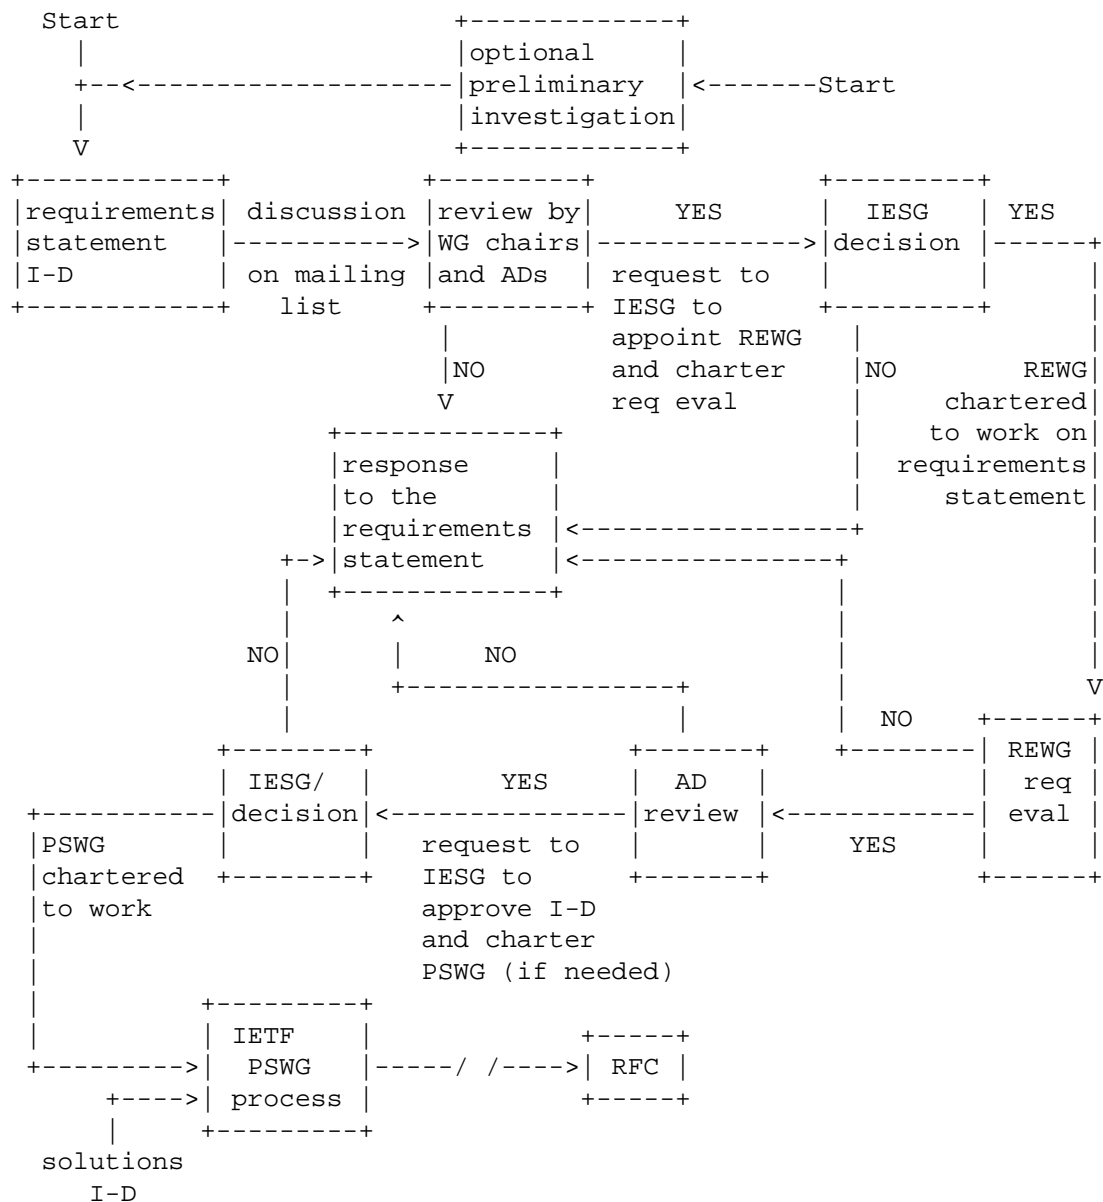 Start                         +-------------+
  |                           |optional     |
  +--<--------------------|preliminary  |<-------Start
  |                           |investigation|
  V                           +-------------+
+------------+            +---------+              +---------+
|requirements| discussion |review by|     YES      |  IESG   | YES
|statement   |----------->|WG chairs|------------->|decision |------+
|I-D         | on mailing |and ADs  | request to   |         |      |
+------------+   list     +---------+ IESG to      +---------+      |
                           |          appoint REWG   |              |
                           |NO        and charter    |NO        REWG|
                           V          req eval       |     chartered|
                    +-------------+                  |    to work on|
                    |response     |                  |  requirements|
                    |to the       |                  |     statement|
                    |requirements |<-----------------+              |
                 +->|statement    |<----------------+               |
                 |  +-------------+                 |               |
                 |      ^                           |               |
               NO|      |     NO                    |               |
                 |      +-----------------+         |               V
                 |                        |         |  NO    +------+
             +--------+                +-------+    +--------| REWG |
             | IESG/  |       YES      |  AD   |             |  req |
 +-----------|decision|<---------------|review |<------------| eval |
 |PSWG       |        |  request to    |       |     YES     |      |
 |chartered  +--------+  IESG to       +-------+             +------+
 |to work                approve I-D
 |                       and charter
 |                       PSWG (if needed)
 |          +---------+
 |          | IETF    |             +-----+
 +--------->|  PSWG   |-----/ /---->| RFC |
      +---->| process |             +-----+
      |     +---------+
  solutions
     I-D